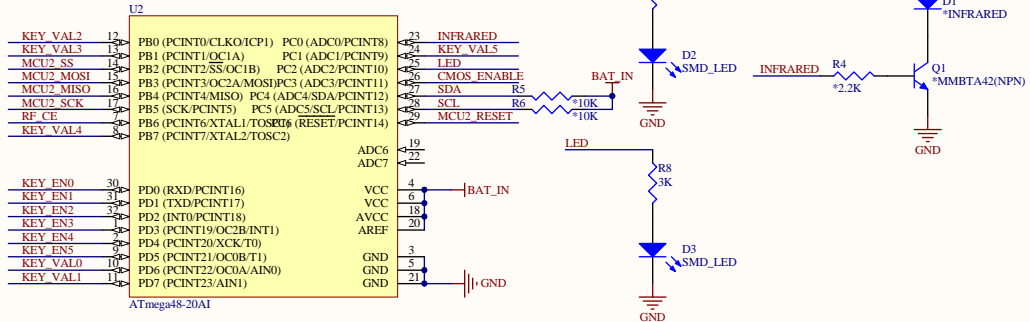 U2
KEY_VAL2 12 PB0 (PCINT0/CLKO/ICP1) PC0 (ADC0/PCINT8) 23 INFRARED
KEY_VAL3 13 PB1 (PCINT1/OC1A) PC1 (ADC1/PCINT9) 24 KEY_VAL5
MCU2_SS 14 PB2 (PCINT2/SS/OC1B) PC2 (ADC2/PCINT10) 25 LED
MCU2_MOSI 15 PB3 (PCINT3/OC2A/MOSI) PC3 (ADC3/PCINT11) 26 CMOS_ENABLE
MCU2_MISO 16 PB4 (PCINT4/MISO) PC4 (ADC4/SDA/PCINT12) 27 SDA R5 *10K
MCU2_SCK 17 PB5 (SCK/PCINT5) PC5 (ADC5/SCL/PCINT13) 28 SCL R6 *10K
RF_CE 7 PB6 (PCINT6/XTAL1/TOSC1) PC6 (RESET/PCINT14) 29 MCU2_RESET
KEY_VAL4 8 PB7 (PCINT7/XTAL2/TOSC2)
ADC6 19
ADC7 22
KEY_EN0 30 PD0 (RXD/PCINT16) VCC 4 BAT_IN
KEY_EN1 31 PD1 (TXD/PCINT17) VCC 6
KEY_EN2 32 PD2 (INT0/PCINT18) AVCC 18
KEY_EN3 1 PD3 (PCINT19/OC2B/INT1) AREF 20
KEY_EN4 2 PD4 (PCINT20/XCK/T0)
KEY_EN5 9 PD5 (PCINT21/OC0B/T1) GND 3
KEY_VAL0 10 PD6 (PCINT22/OC0A/AIN0) GND 5
KEY_VAL1 11 PD7 (PCINT23/AIN1) GND 21 GND
ATmega48-20AI
BAT_IN
D2
SMD_LED
GND
LED
R8
3K
D3
SMD_LED
GND
D1
*INFRARED
INFRARED
R4
*2.2K
Q1
*MMBTA42(NPN)
GND